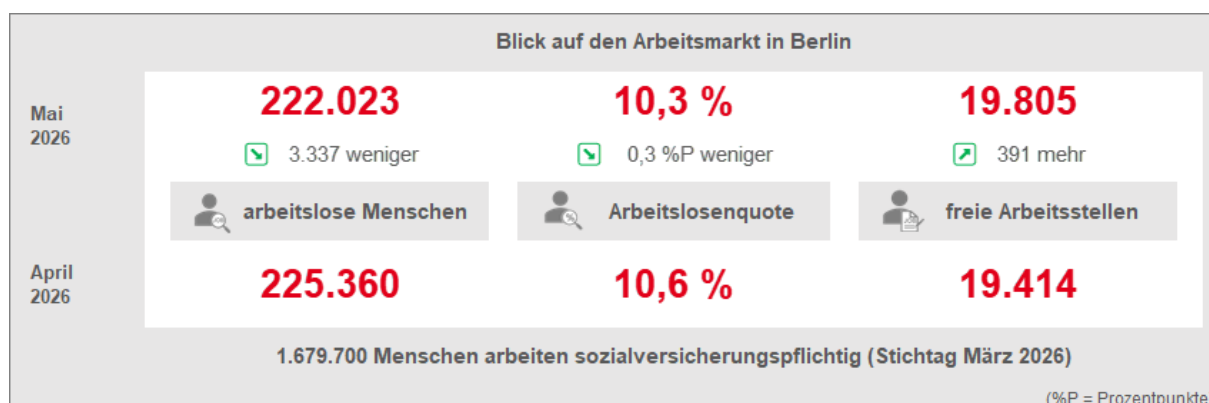 Blick auf den Arbeitsmarkt in Berlin
Mai
2026
222.023
10,3 %
19.805
3.337 weniger
0,3 %P weniger
391 mehr
arbeitslose Menschen
Arbeitslosenquote
freie Arbeitsstellen
April
2026
225.360
10,6 %
19.414
1.679.700 Menschen arbeiten sozialversicherungspflichtig (Stichtag März 2026)
(%P = Prozentpunkte